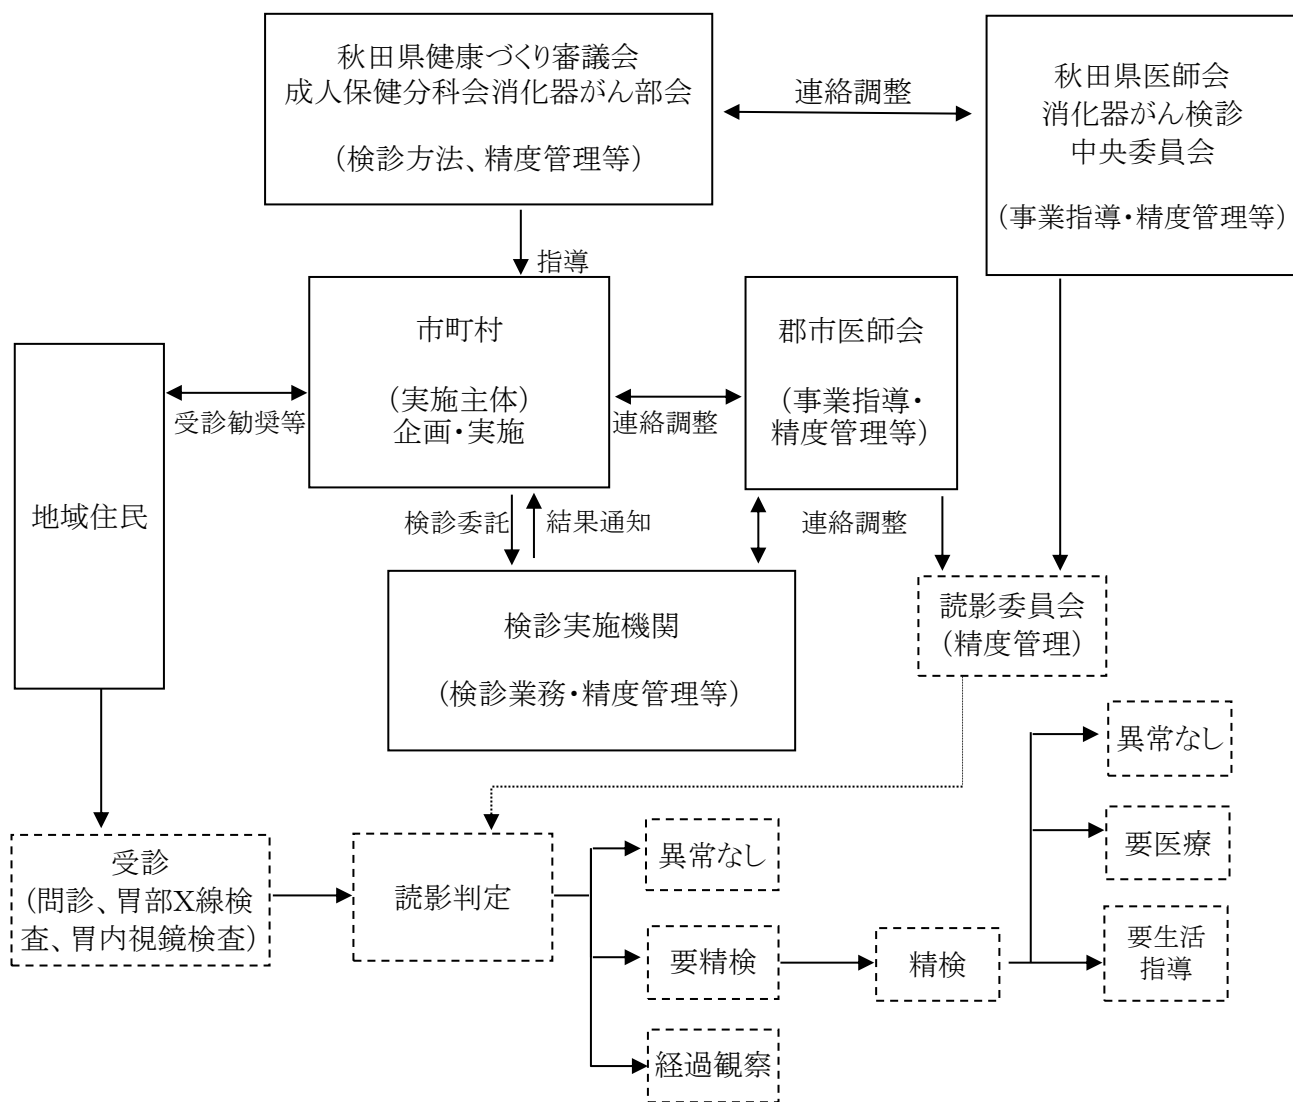 秋田県健康づくり審議会
成人保健分科会消化器がん部会
（検診方法、精度管理等）
連絡調整
秋田県医師会
消化器がん検診
中央委員会
（事業指導・精度管理等）
指導
市町村
（実施主体）
企画・実施
郡市医師会
（事業指導・
精度管理等）
受診勧奨等
連絡調整
地域住民
検診委託
結果通知
連絡調整
検診実施機関
（検診業務・精度管理等）
読影委員会
（精度管理）
異常なし
要医療
要生活
指導
受診
（問診、胃部X線検
査、胃内視鏡検査）
読影判定
異常なし
要精検
精検
経過観察